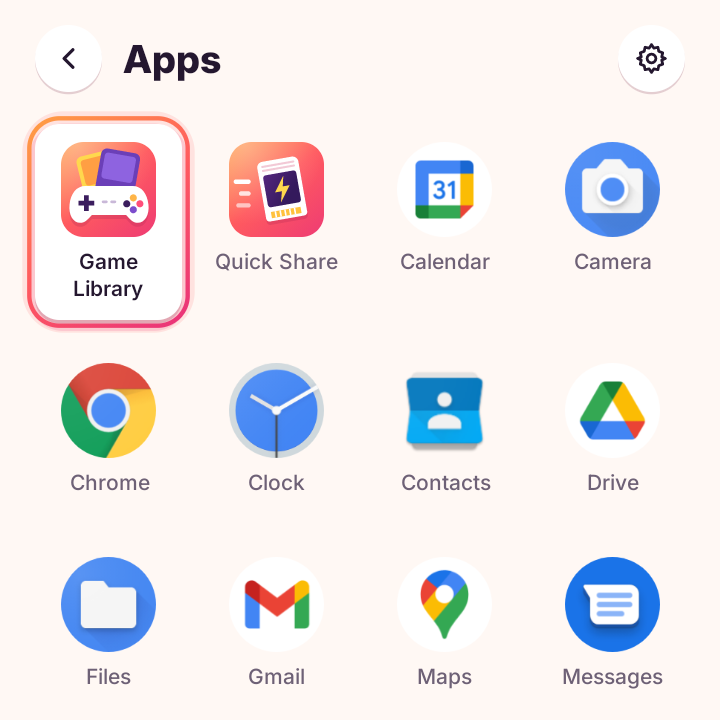 Apps
Game
Library
Quick Share
31
Calendar
Camera
Chrome
Clock
Contacts
Drive
Files
Gmail
Maps
Messages